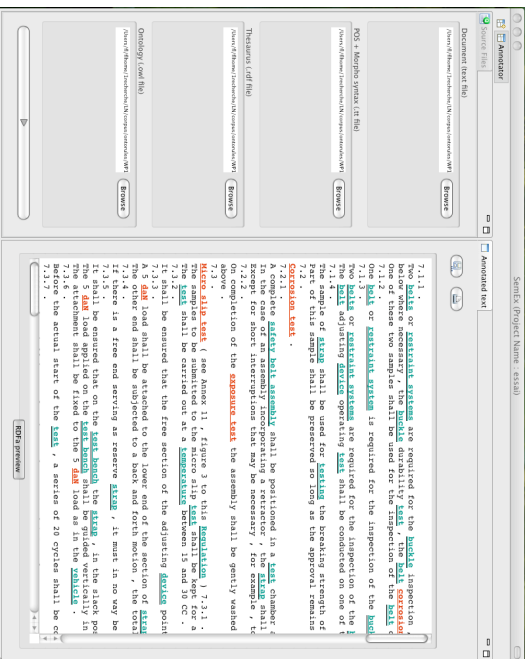 SemEx (Project Name : essai)
Annotator
Source Files
Document (text file)
Browse
POS + Morpho syntax (.tt file)
Browse
Thesaurus (.rdf file)
Browse
Ontology (.owl file)
Browse
Annotated text
7.1.1
Two belts or restraint systems are required for the buckle inspection ,
below where necessary , the buckle durability test , the belt corrosion
One of these two samples shall be used for the inspection of the belt
7.1.2
One belt or restraint system is required for the inspection of the buck
7.1.3
Two belts or restraint systems are required for the inspection of the
The belt adjusting device operating test shall be conducted on one of
7.1.4
The sample of strap shall be used for testing the breaking strength of
Part of this sample shall be preserved so long as the approval remains
7.2 .
Corrosion test .
7.2.1
A complete safety belt assembly shall be positioned in a test chamber
In the case of an assembly incorporating a retractor , the strap shall
Except for short interruptions that may be necessary , for example ,
On completion of the exposure test the assembly shall be gently washed
above .
7.3 .
Micro slip test ( see Annex 11 , figure 3 to this Regulation ) 7.3.1 .
The samples to be submitted to the micro slip test shall be kept for a
The test shall be carried out at a temperature between 15 and 30 CC .
7.3.2
It shall be ensured that the free section of the adjusting device point
7.3.3
A 5 daN load shall be attached to the lower end of the section of strap
The other end shall be subjected to a back and forth motion , the total
7.3.4
If there is a free end serving as reserve strap , it must in no way be
7.3.5
It shall be ensured that on the test bench the strap , in the slack pos
The 5 daN load applied on the test bench shall be guided vertically in
The attachment shall be fixed to the 5 daN load as in the vehicle .
7.3.6
Before the actual start of the test , a series of 20 cycles shall be co
7.3.7
RDFa preview